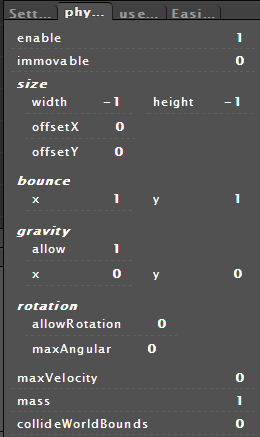 Sett... phy... use... Easi...
enable 1
immovable 0
size
width -1 height -1
offsetX 0
offsetY 0
bounce
x 1 y 1
gravity
allow 1
x 0 y 0
rotation
allowRotation 0
maxAngular 0
maxVelocity 0
mass 1
collideWorldBounds 0